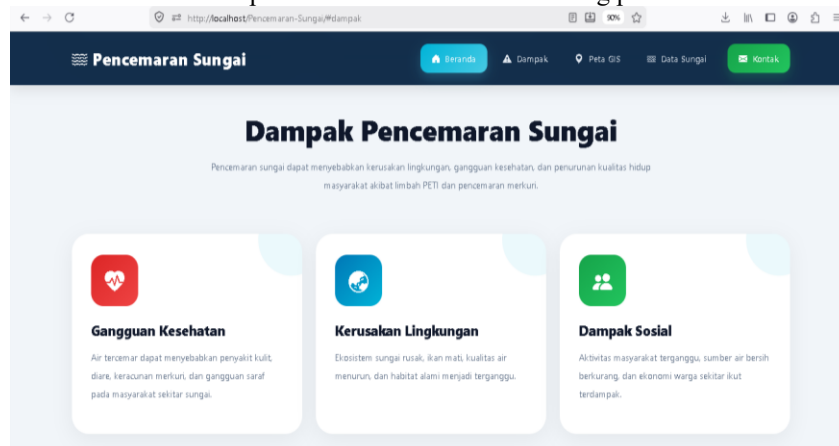 http://localhost/Pencemaran-Sungai/#dampak
90%
Pencemaran Sungai
Beranda
Dampak
Peta GIS
Data Sungai
Kontak
Dampak Pencemaran Sungai
Pencemaran sungai dapat menyebabkan kerusakan lingkungan, gangguan kesehatan, dan penurunan kualitas hidup
masyarakat akibat limbah PETI dan pencemaran merkuri.
Gangguan Kesehatan
Air tercemar dapat menyebabkan penyakit kulit,
diare, keracunan merkuri, dan gangguan saraf
pada masyarakat sekitar sungai.
Kerusakan Lingkungan
Ekosistem sungai rusak, ikan mati, kualitas air
menurun, dan habitat alami menjadi terganggu.
Dampak Sosial
Aktivitas masyarakat terganggu, sumber air bersih
berkurang, dan ekonomi warga sekitar ikut
terdampak.